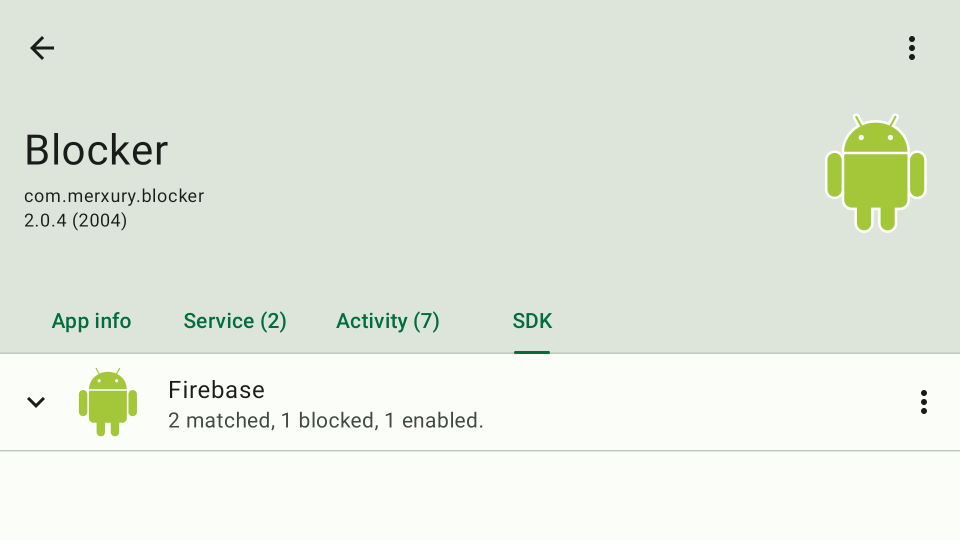 Blocker
com.merxury.blocker
2.0.4 (2004)
App info
Service (2)
Activity (7)
SDK
Firebase
2 matched, 1 blocked, 1 enabled.